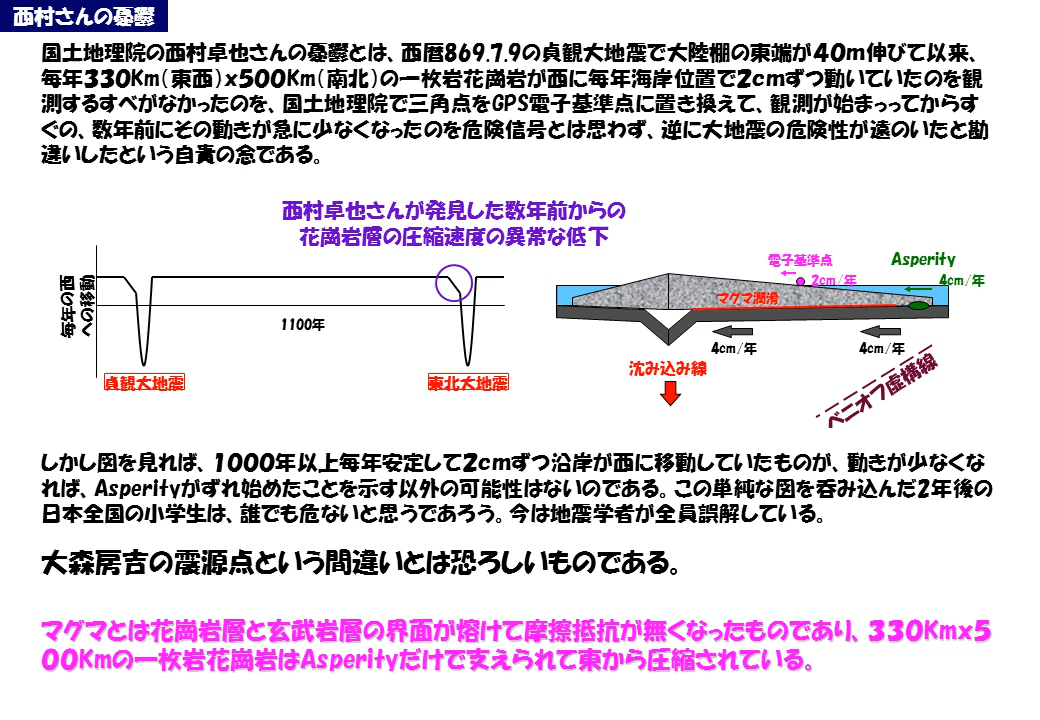 西村さんの憂鬱
国土地理院の西村卓也さんの憂鬱とは、西暦869.7.9の貞観大地震で大陸棚の東端が40m伸びて以来、
毎年330Km(東西)x500Km(南北)の一枚岩花崗岩が西に毎年海岸位置で2cmずつ動いていたのを観
測するすべがなかったのを、国土地理院で三角点をGPS電子基準点に置き換えて、観測が始まっってからす
ぐの、数年前にその動きが急に少なくなったのを危険信号とは思わず、逆に大地震の危険性が遠のいたと勘
違いしたという自責の念である。
西村卓也さんが発見した数年前からの
花崗岩層の圧縮速度の異常な低下
毎年の西
への移動
1100年
貞観大地震
東北大地震
電子基準点
2cm/年
Asperity
4cm/年
マグマ潤滑
4cm/年
4cm/年
沈み込み線
ベニオフ虚構線
しかし図を見れば、1000年以上毎年安定して2cmずつ沿岸が西に移動していたものが、動きが少なくな
れば、Asperityがずれ始めたことを示す以外の可能性はないのである。この単純な図を呑み込んだ2年後の
日本全国の小学生は、誰でも危ないと思うであろう。今は地震学者が全員誤解している。
大森房吉の震源点という間違いとは恐ろしいものである。
マグマとは花崗岩層と玄武岩層の界面が熔けて摩擦抵抗が無くなったものであり、330Kmx5
00Kmの一枚岩花崗岩はAsperityだけで支えられて東から圧縮されている。